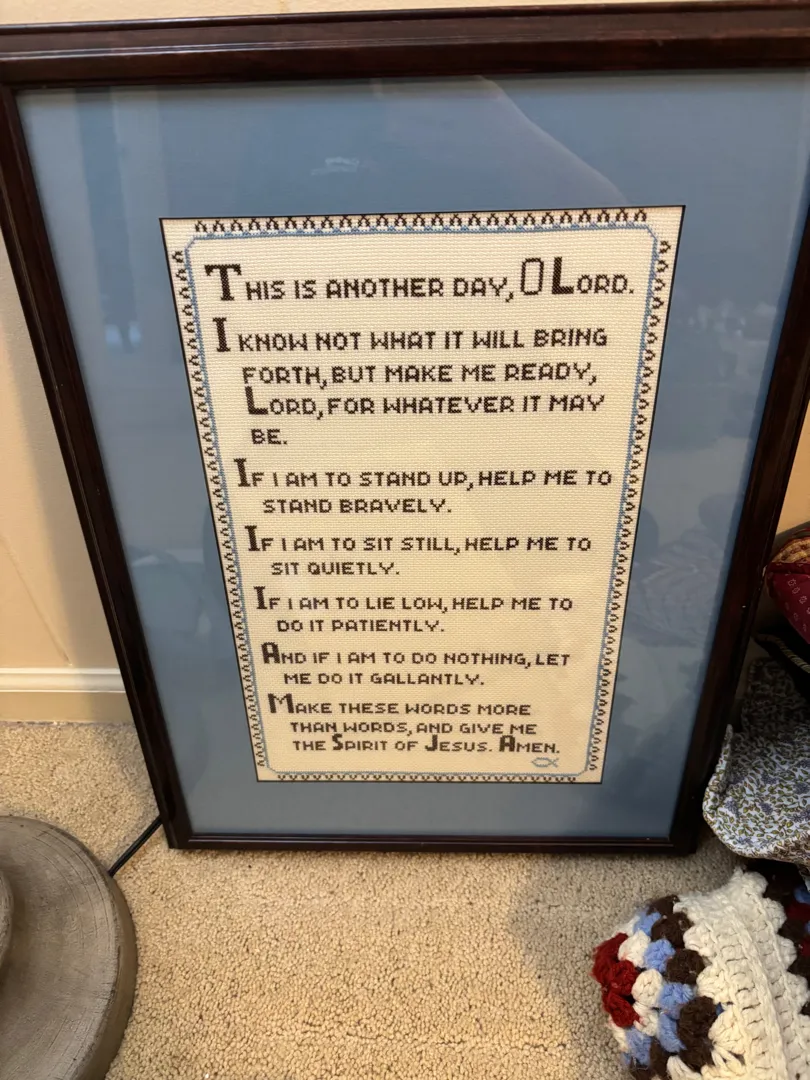 THIS IS ANOTHER DAY, O LORD.
I KNOW NOT WHAT IT WILL BRING
FORTH, BUT MAKE ME READY,
LORD, FOR WHATEVER IT MAY
BE.
IF I AM TO STAND UP, HELP ME TO
STAND BRAVELY.
IF I AM TO SIT STILL, HELP ME TO
SIT QUIETLY.
IF I AM TO LIE LOW, HELP ME TO
DO IT PATIENTLY.
AND IF I AM TO DO NOTHING, LET
ME DO IT GALLANTLY.
MAKE THESE WORDS MORE
THAN WORDS, AND GIVE ME
THE SPIRIT OF JESUS. AMEN.